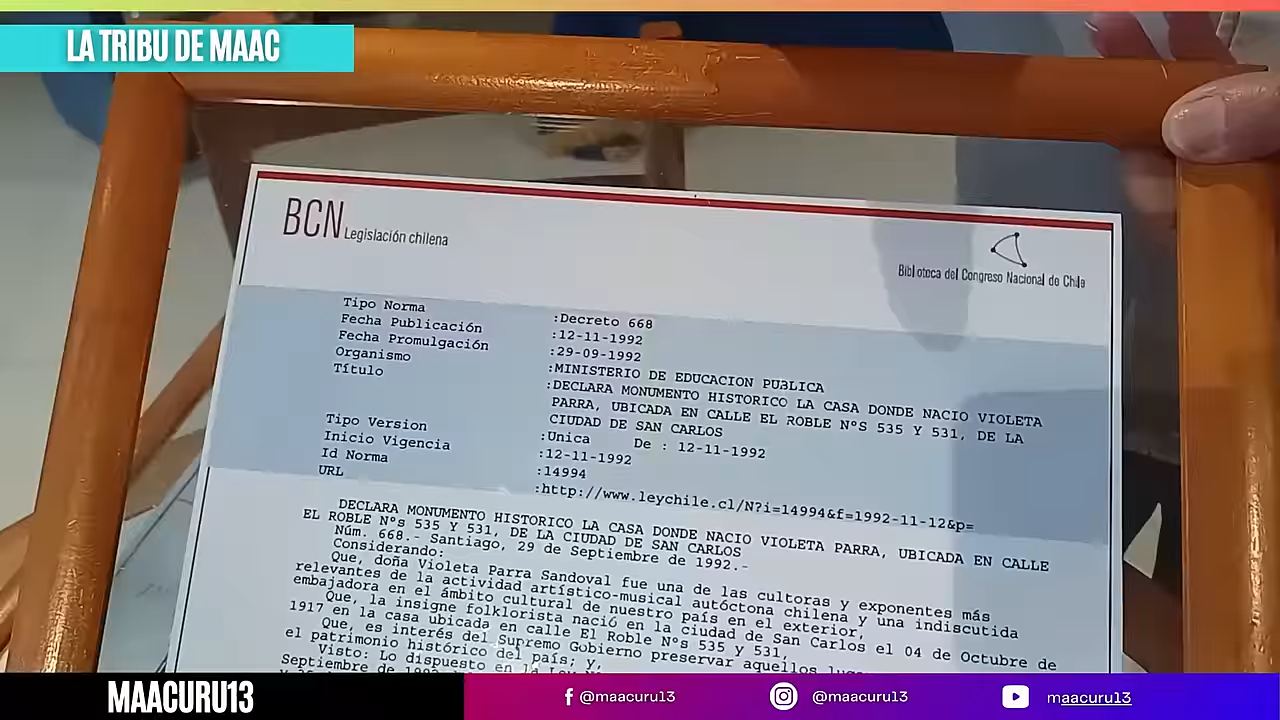 LA TRIBU DE MAAC
BCN Legislación chilena
Biblioteca del Congreso Nacional de Chile
Tipo Norma :Decreto 668
Fecha Publicación :12-11-1992
Fecha Promulgación :29-09-1992
Organismo :MINISTERIO DE EDUCACION PUBLICA
Título :DECLARA MONUMENTO HISTORICO LA CASA DONDE NACIO VIOLETA
PARRA, UBICADA EN CALLE EL ROBLE N°S 535 Y 531, DE LA
CIUDAD DE SAN CARLOS
Tipo Version :Unica De : 12-11-1992
Inicio Vigencia :12-11-1992
Id Norma :14994
URL :http://www.leychile.cl/N?i=14994&f=1992-11-12&p=
DECLARA MONUMENTO HISTORICO LA CASA DONDE NACIO VIOLETA PARRA, UBICADA EN CALLE
EL ROBLE N°s 535 Y 531, DE LA CIUDAD DE SAN CARLOS
Núm. 668.- Santiago, 29 de Septiembre de 1992.-
Considerando:
Que, doña Violeta Parra Sandoval fue una de las cultoras y exponentes más
relevantes de la actividad artístico-musical autóctona chilena y una indiscutida
embajadora en el ámbito cultural de nuestro país en el exterior,
Que, la insigne folklorista nació en la ciudad de San Carlos el 04 de Octubre de
1917 en la casa ubicada en calle El Roble N°s 535 y 531,
Que, es interés del Supremo Gobierno preservar aquellos
el patrimonio histórico del país; y,
Visto: Lo dispuesto en la
Septiembre de
MAACURU13
@maacuru13
@maacuru13
maacuru13